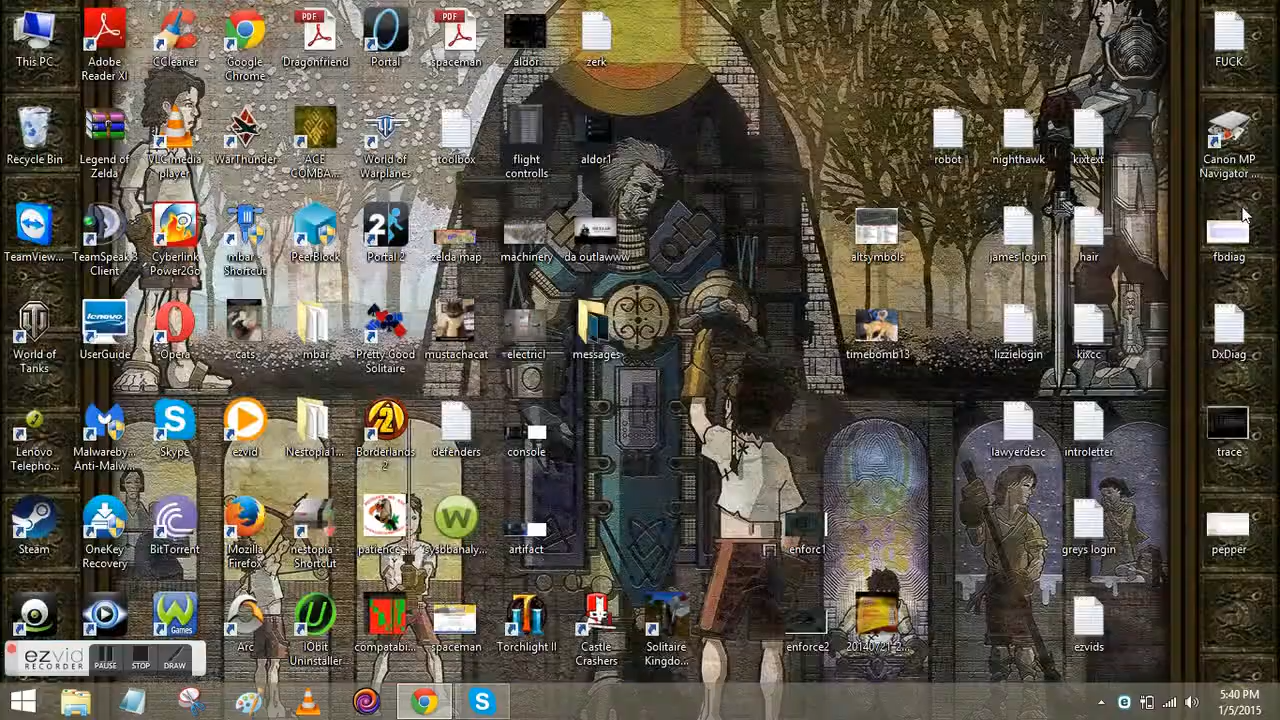 This PC
Adobe Reader XI
CCleaner
Google Chrome
Dragonfriend
Portal
spaceman
aldor
zerk
FUCK
Recycle Bin
Legend of Zelda
VLC media player
WarThunder
ACE COMBA...
World of Warplanes
toolbox
flight controlls
aldor1
robot
nighthawk
kixtext
Canon MP Navigator ...
TeamView...
TeamSpeak 3 Client
Cyberlink Power2Go
mbar - Shortcut
PeerBlock
Portal 2
zelda map
machinery
da outlawww
altsymbols
james login
hair
fbdiag
World of Tanks
UserGuide
Opera
cats
mbar
Pretty Good Solitaire
mustachacat
electricl
messages
timebomb13
lizzielogin
kixcc
DxDiag
Lenovo Telepho...
Malwareby... Anti-Malw...
Skype
ezvid
Nestopia1...
Borderlands 2
defenders
console
lawyerdesc
introletter
trace
Steam
OneKey Recovery
BitTorrent
Mozilla Firefox
nestopia - Shortcut
patience
sysbbanaly...
artifact
enforc1
greys login
pepper
Games
Arc
IObit Uninstaller
compatabi...
spaceman
Torchlight II
Castle Crashers
Solitaire Kingdo...
enforce2
20140721_2...
ezvids
ezvid
RECORDER
PAUSE
STOP
DRAW
5:40 PM
1/5/2015